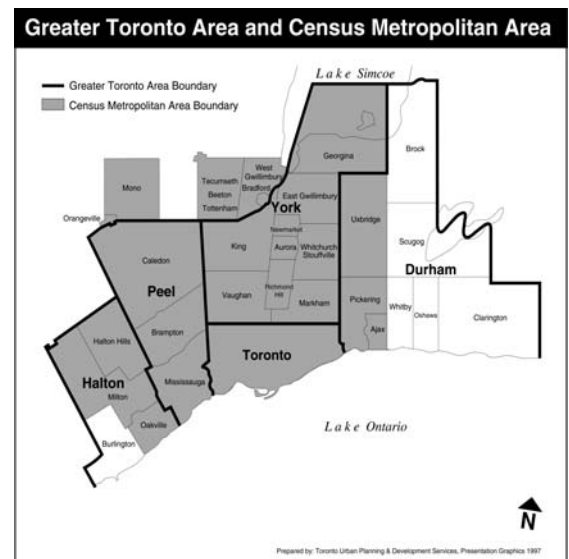 Greater Toronto Area and Census Metropolitan Area
Lake Simcoe
Greater Toronto Area Boundary
Census Metropolitan Area Boundary
Brock
Georgina
West
Gwillimbury
Bradford
Tecumseth
Beeton
Tottenham
Mono
Orangeville
East Gwillimbury
York
Uxbridge
Newmarket
King
Aurora
Whitchurch
Stouffville
Scugog
Caledon
Durham
Peel
Vaughan
Richmond
Hill
Markham
Pickering
Ajax
Whitby
Oshawa
Clarington
Brampton
Halton Hills
Toronto
Halton
Milton
Mississauga
Oakville
Burlington
Lake Ontario
N
Prepared by: Toronto Urban Planning & Development Services, Presentation Graphics 1997